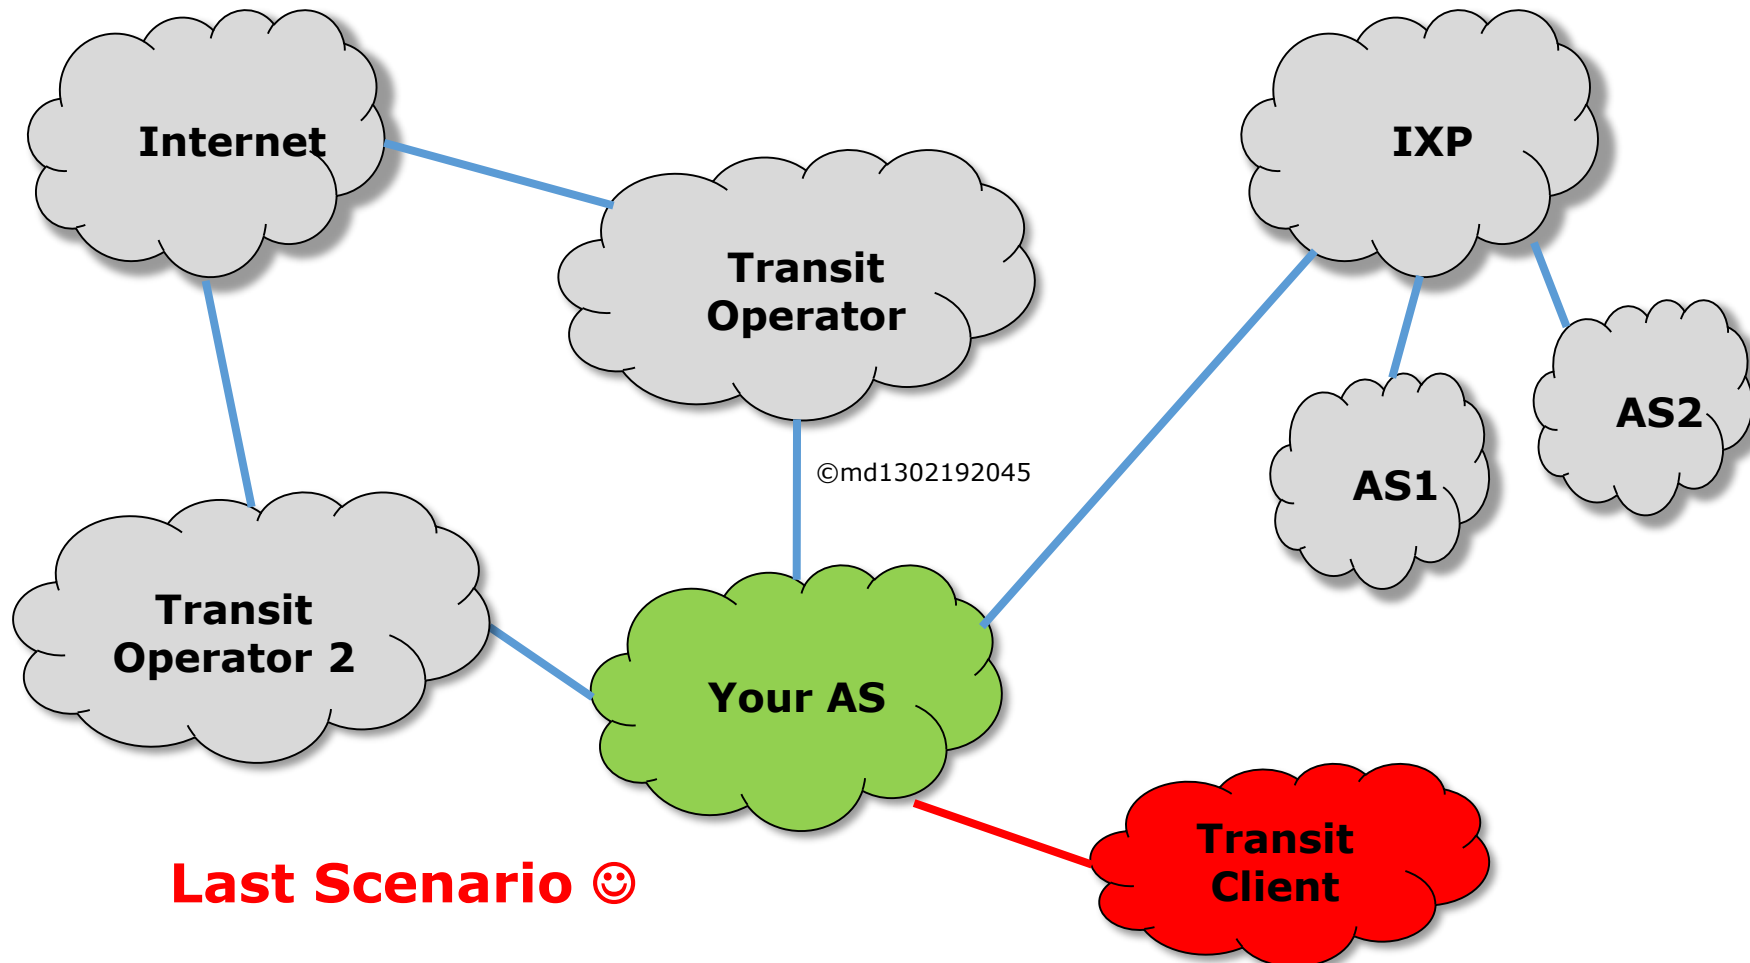 Internet
IXP
Transit
Operator
AS2
©md1302192045
AS1
Transit
Operator 2
Your AS
Transit
Client
Last Scenario ☺